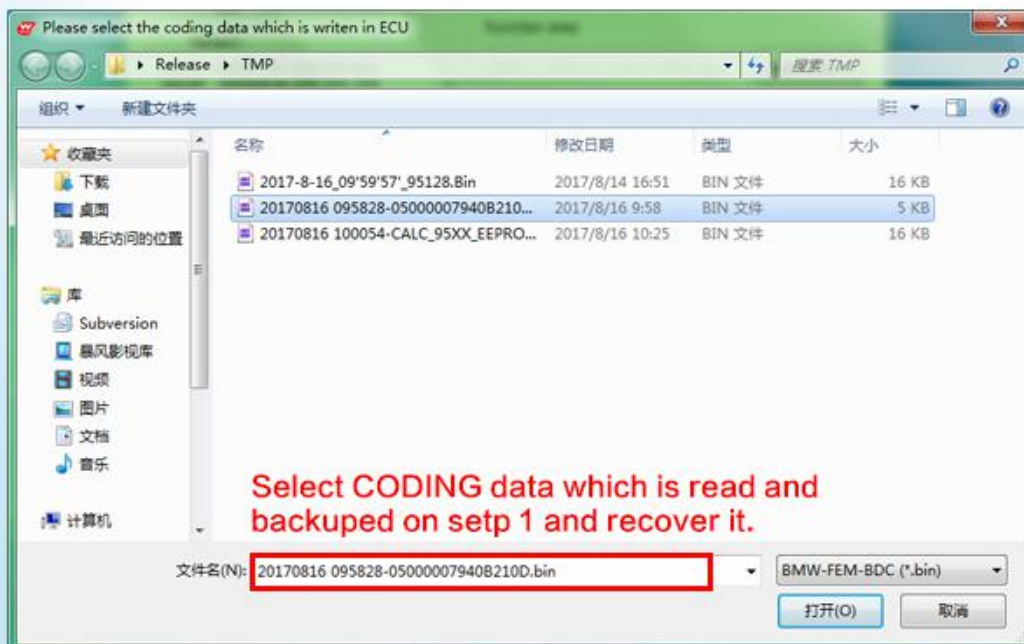 Please select the coding data which is writen in ECU
Release ▸ TMP
搜索 TMP
组织
新建文件夹
名称 修改日期 类型 大小
收藏夹
下载
桌面
最近访问的位置
库
Subversion
暴风影视库
视频
图片
文档
音乐
计算机
2017-8-16_09'59'57'_95128.Bin 2017/8/14 16:51 BIN 文件 16 KB
20170816 095828-05000007940B210... 2017/8/16 9:58 BIN 文件 5 KB
20170816 100054-CALC_95XX_EEPRO... 2017/8/16 10:25 BIN 文件 16 KB
Select CODING data which is read and
backuped on setp 1 and recover it.
文件名(N): 20170816 095828-05000007940B210D.bin
BMW-FEM-BDC (*.bin)
打开(O) 取消